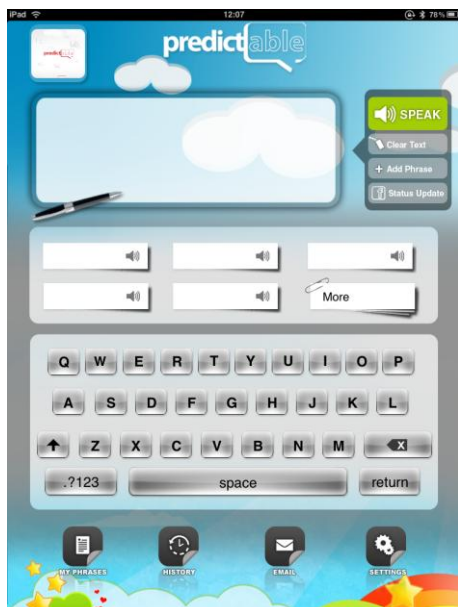 iPad 12:07 78%
predictable
predictable
SPEAK
Clear Text
+ Add Phrase
Status Update
More
Q W E R T Y U I O P
A S D F G H J K L
Z X C V B N M
.?123 space return
MY PHRASES HISTORY EMAIL SETTINGS